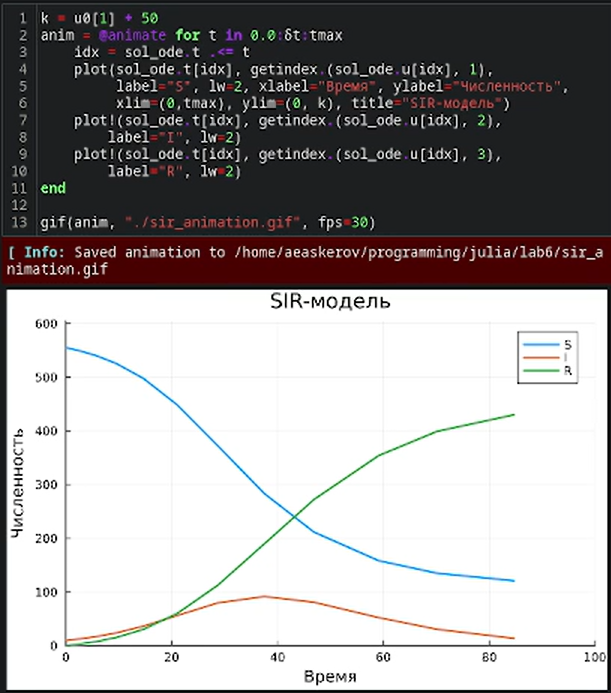 1 k = u0[1] + 50
2 anim = @animate for t in 0.0:δt:tmax
3 idx = sol_ode.t .<= t
4 plot(sol_ode.t[idx], getindex.(sol_ode.u[idx], 1),
5 label="S", lw=2, xlabel="Время", ylabel="Численность",
6 xlim=(0,tmax), ylim=(0, k), title="SIR-модель")
7 plot!(sol_ode.t[idx], getindex.(sol_ode.u[idx], 2),
8 label="I", lw=2)
9 plot!(sol_ode.t[idx], getindex.(sol_ode.u[idx], 3),
10 label="R", lw=2)
11 end
12
13 gif(anim, "./sir_animation.gif", fps=30)
[ Info: Saved animation to /home/aeaskerov/programming/julia/lab6/sir_a
nimation.gif
SIR-модель
600
500
400
300
200
100
0
Численность
S
I
R
0 20 40 60 80 100
Время